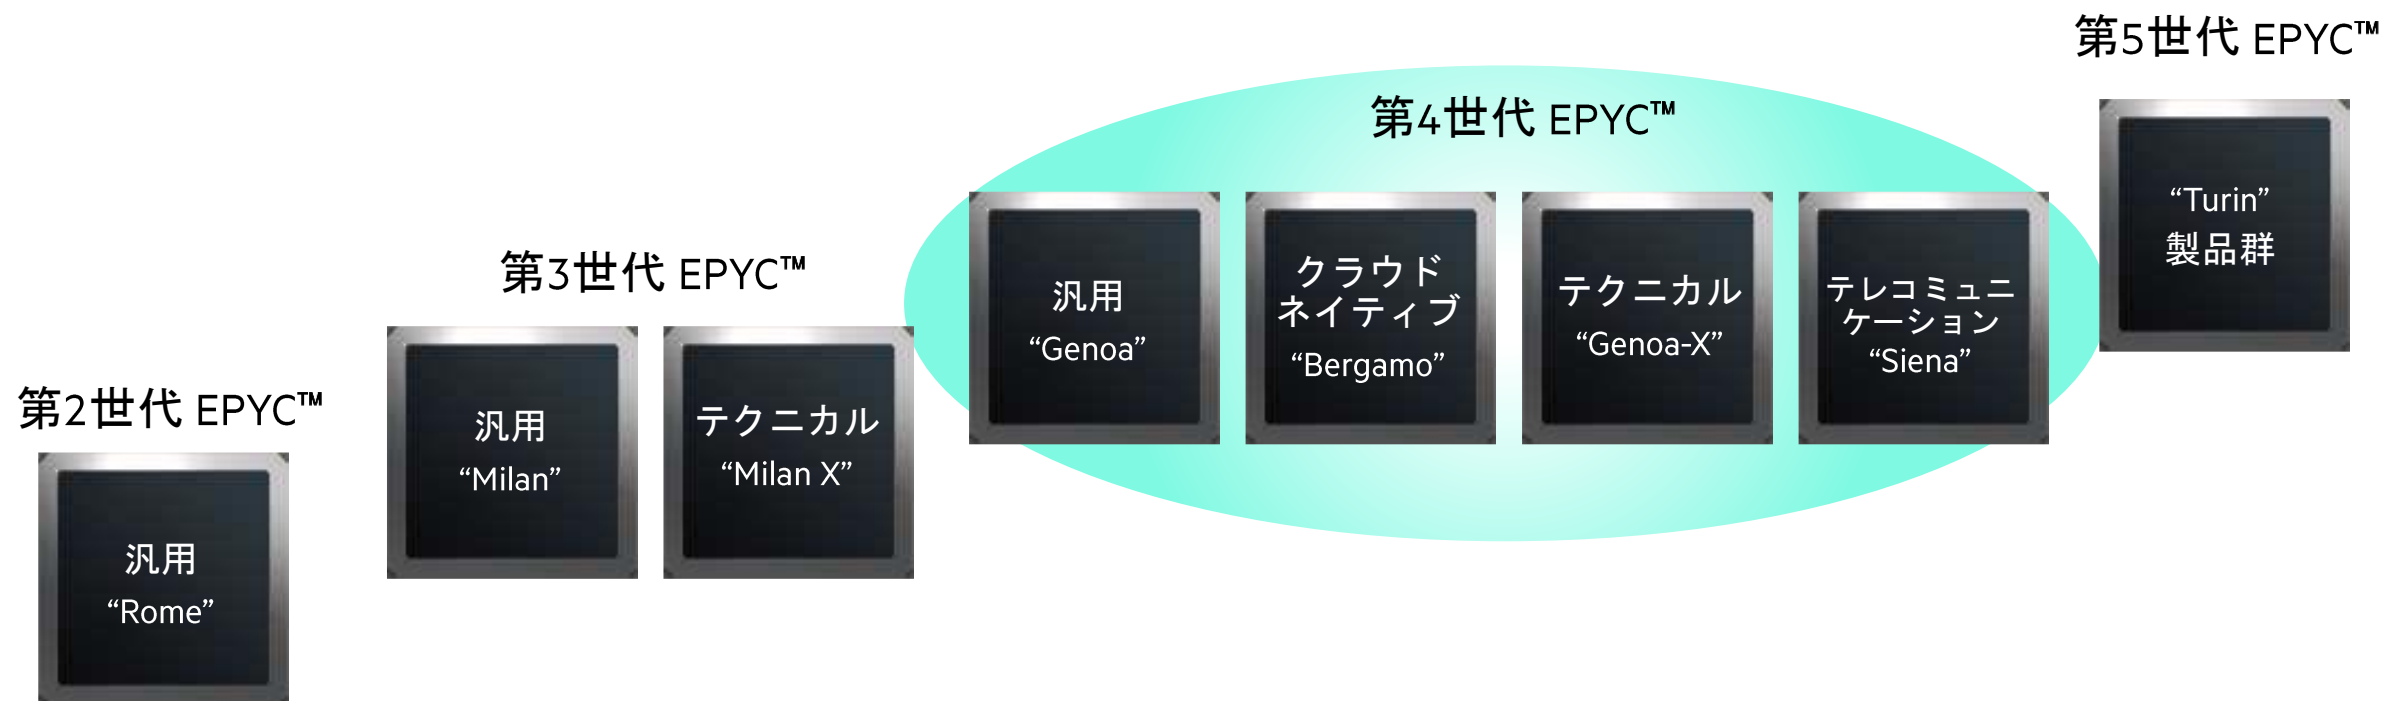 第2世代 EPYC™
汎用
“Rome”
第3世代 EPYC™
汎用
“Milan”
テクニカル
“Milan X”
第4世代 EPYC™
汎用
“Genoa”
クラウド
ネイティブ
“Bergamo”
テクニカル
“Genoa-X”
テレコミュニ
ケーション
“Siena”
第5世代 EPYC™
“Turin”
製品群